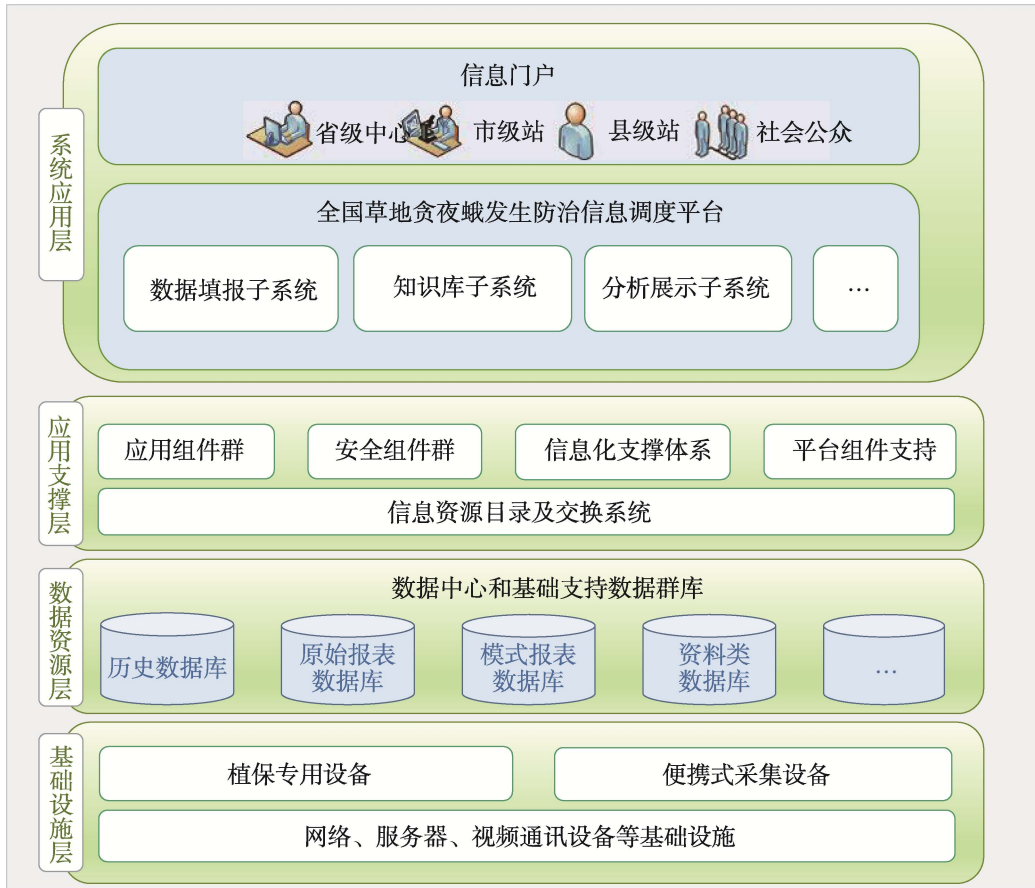 系统应用层
信息门户
省级中心
市级站
县级站
社会公众
全国草地贪夜蛾发生防治信息调度平台
数据填报子系统
知识库子系统
分析展示子系统
…
应用支撑层
应用组件群
安全组件群
信息化支撑体系
平台组件支持
信息资源目录及交换系统
数据资源层
数据中心和基础支持数据群库
历史数据库
原始报表
数据库
模式报表
数据库
资料类
数据库
…
基础设施层
植保专用设备
便携式采集设备
网络、服务器、视频通讯设备等基础设施